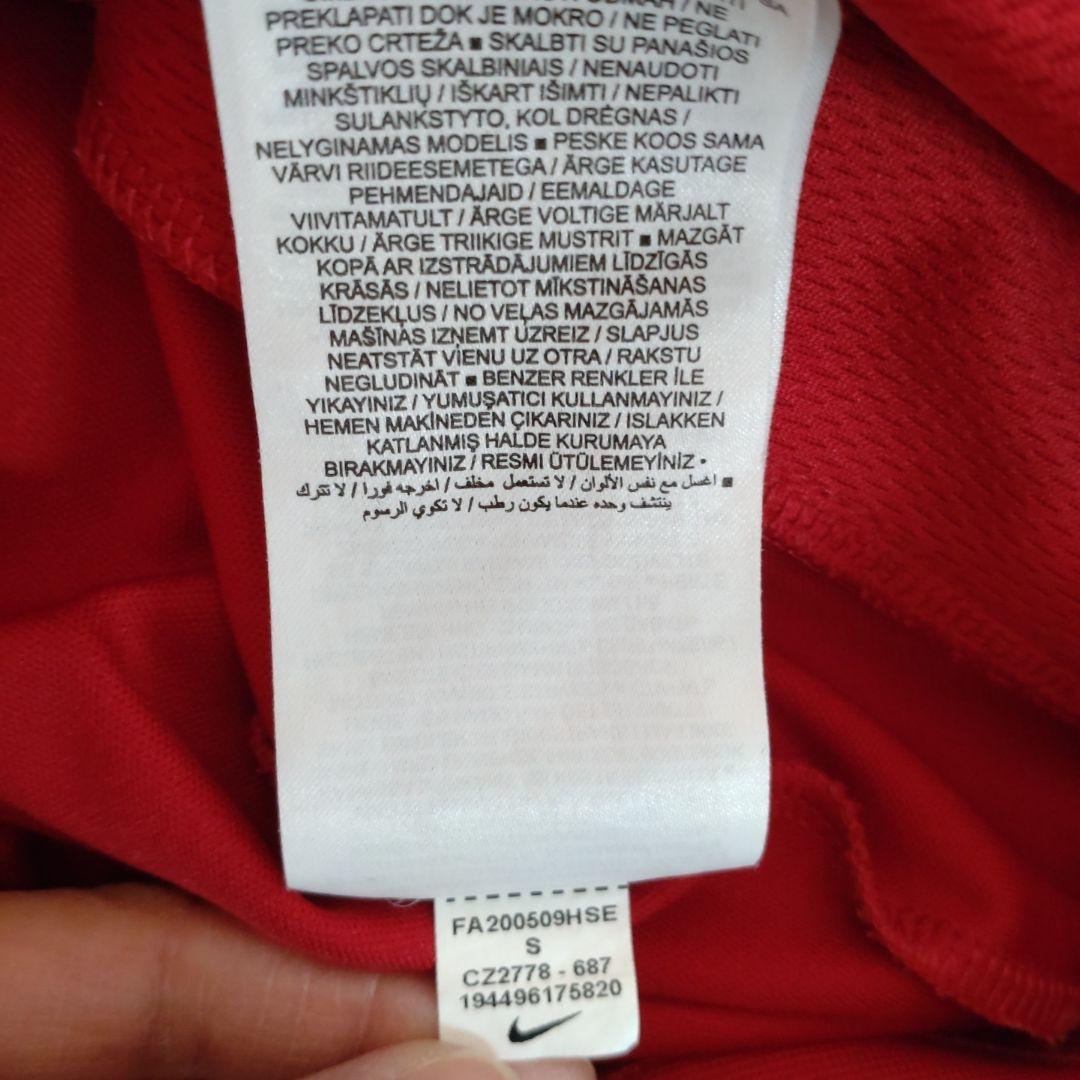 PREKLAPATI DOK JE MOKRO / NE PEGLATI
PREKO CRTEŽA ■ SKALBTI SU PANAŠIOS
SPALVOS SKALBINIAIS / NENAUDOTI
MINKŠTIKLIŲ / IŠKART IŠIMTI / NEPALIKTI
SULANKSTYTO, KOL DRĖGNAS /
NELYGINAMAS MODELIS ■ PESKE KOOS SAMA
VÄRVI RIIDEESEMETEGA / ÄRGE KASUTAGE
PEHMENDAJAID / EEMALDAGE
VIIVITAMATULT / ÄRGE VOLTIGE MÄRJALT
KOKKU / ÄRGE TRIIKIGE MUSTRIT ■ MAZGĀT
KOPĀ AR IZSTRĀDĀJUMIEM LĪDZĪGĀS
KRĀSĀS / NELIETOT MĪKSTINĀŠANAS
LĪDZEKĻUS / NO VEĻAS MAZGĀJAMĀS
MAŠĪNAS IZŅEMT UZREIZ / SLAPJUS
NEATSTĀT VIENU UZ OTRA / RAKSTU
NEGLUDINĀT ■ BENZER RENKLER İLE
YIKAYINIZ / YUMUŞATICI KULLANMAYINIZ /
HEMEN MAKİNEDEN ÇIKARINIZ / ISLAKKEN
KATLANMIŞ HALDE KURUMAYA
BIRAKMAYINIZ / RESMI ÜTÜLEMEYİNİZ •
■ اغسل مع نفس الألوان / لا تستعمل مخلف / اخرجه فورا / لا تترك
ينتشف وحده عندما يكون رطب / لا تكوي الرسوم
FA200509HSE
S
CZ2778 - 687
194496175820